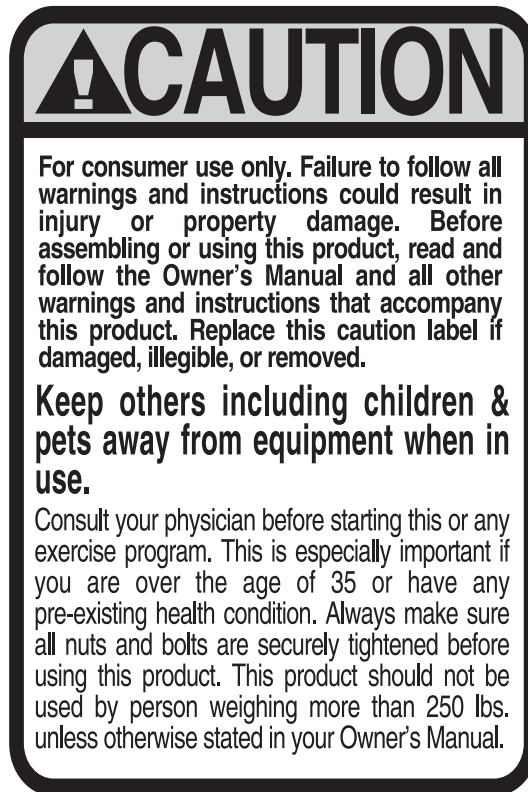 CAUTION
For consumer use only. Failure to follow all
warnings and instructions could result in
injury or property damage. Before
assembling or using this product, read and
follow the Owner's Manual and all other
warnings and instructions that accompany
this product. Replace this caution label if
damaged, illegible, or removed.
Keep others including children &
pets away from equipment when in
use.
Consult your physician before starting this or any
exercise program. This is especially important if
you are over the age of 35 or have any
pre-existing health condition. Always make sure
all nuts and bolts are securely tightened before
using this product. This product should not be
used by person weighing more than 250 lbs.
unless otherwise stated in your Owner's Manual.